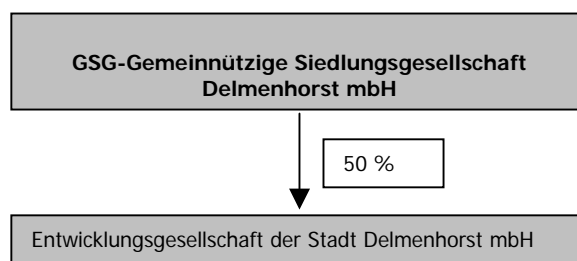 GSG-Gemeinnützige Siedlungsgesellschaft
Delmenhorst mbH
50 %
Entwicklungsgesellschaft der Stadt Delmenhorst mbH